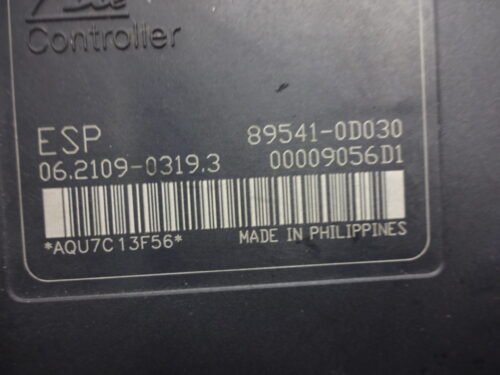 Controller
ESP 89541-0D030
06.2109-0319.3 00009056D1
*AQU7C13F56* MADE IN PHILIPPINES